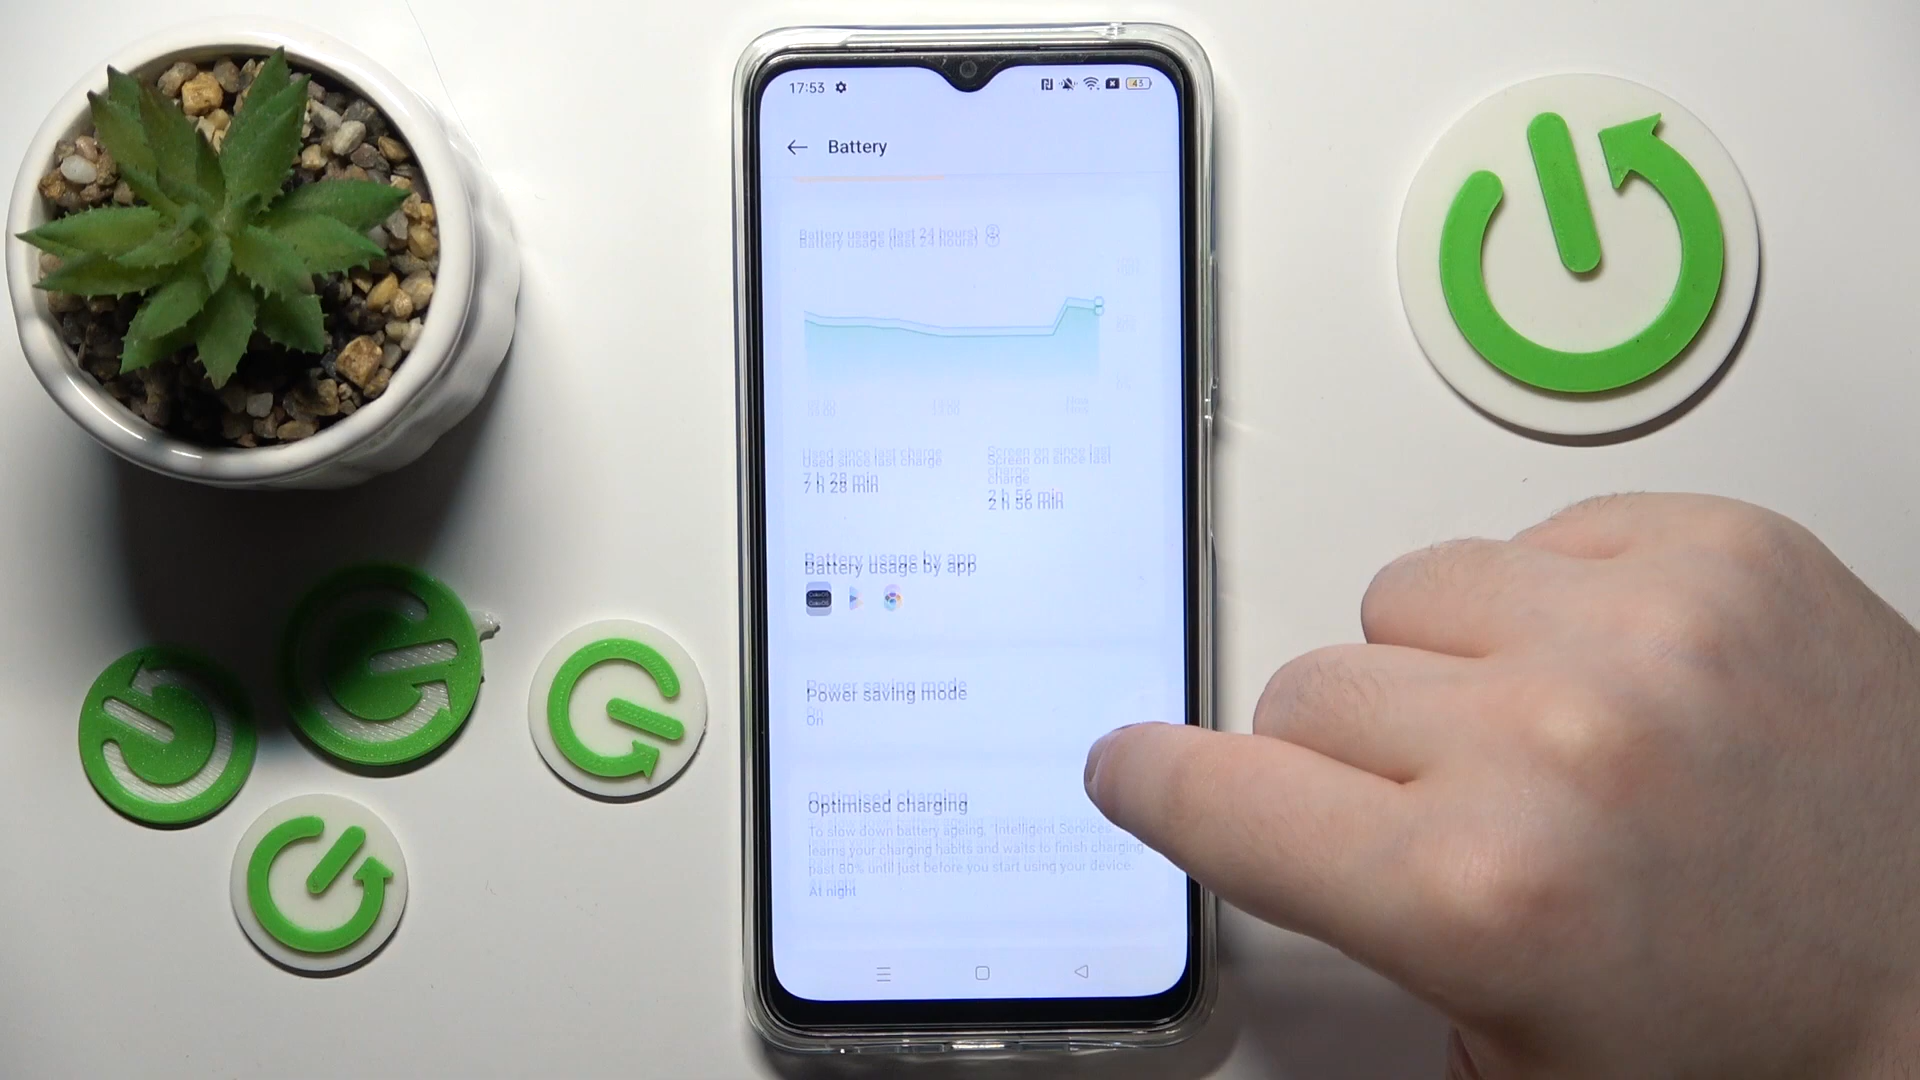 17:53
43
Battery
Battery usage (last 24 hours)
Now
Used since last charge
7 h 28 min
Screen on since last
charge
2 h 56 min
Battery usage by app
Power saving mode
On
Optimised charging
To slow down battery ageing, "Intelligent Services"
learns your charging habits and waits to finish charging
past 80% until just before you start using your device.
At night